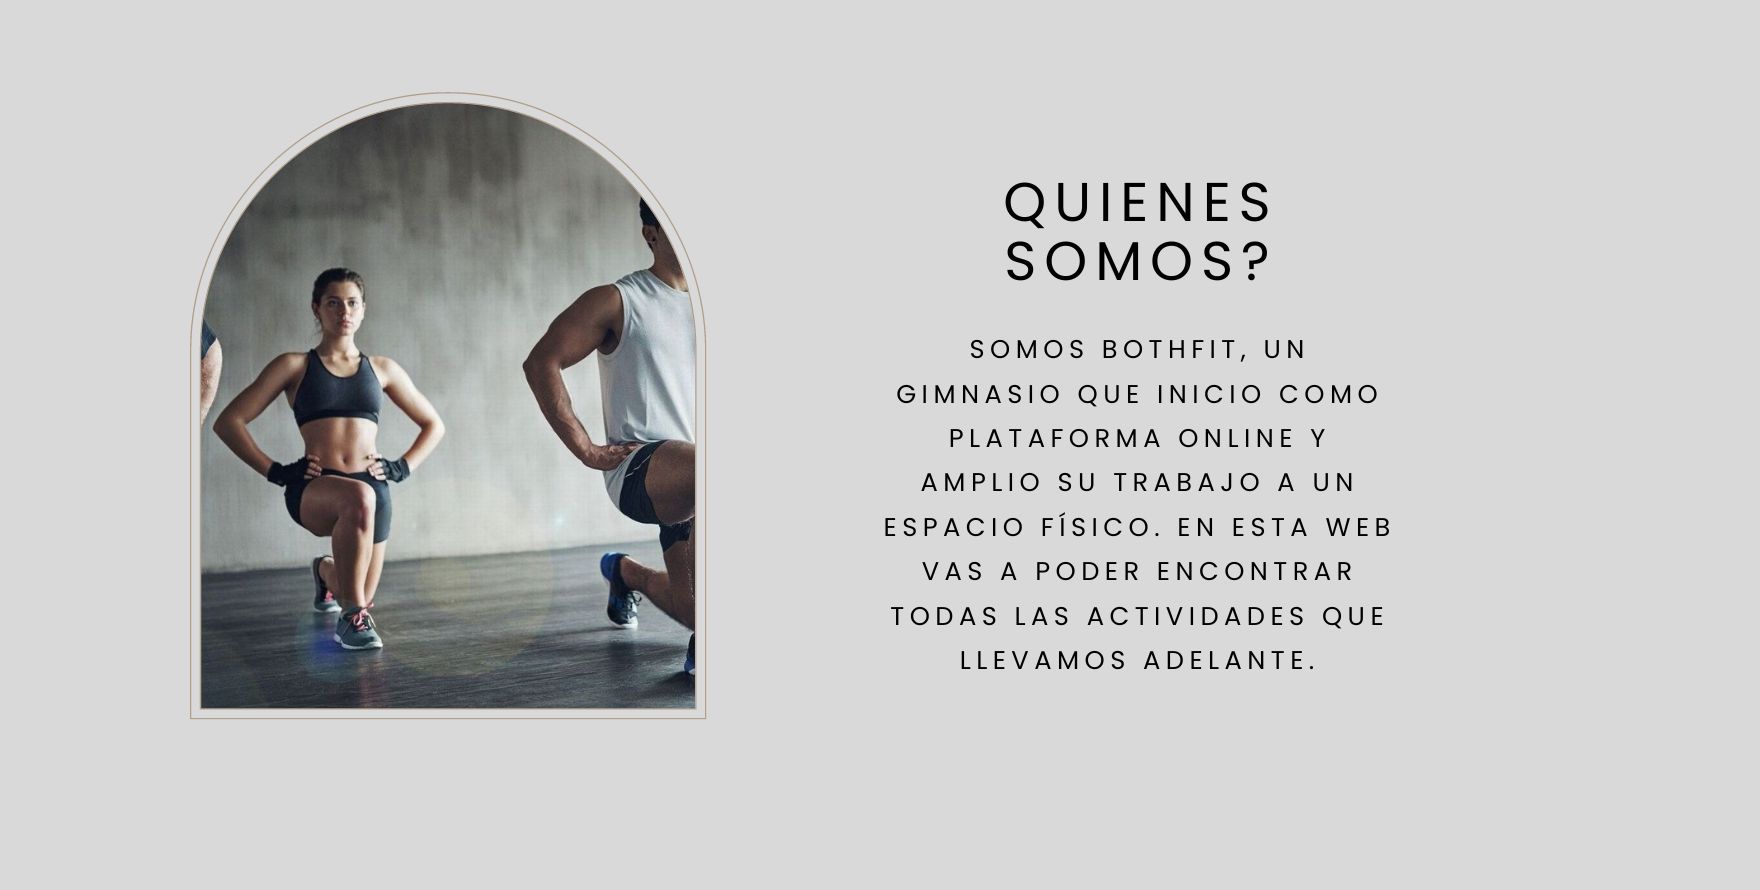 QUIENES
SOMOS?
SOMOS BOTHFIT, UN
GIMNASIO QUE INICIO COMO
PLATAFORMA ONLINE Y
AMPLIO SU TRABAJO A UN
ESPACIO FÍSICO. EN ESTA WEB
VAS A PODER ENCONTRAR
TODAS LAS ACTIVIDADES QUE
LLEVAMOS ADELANTE.